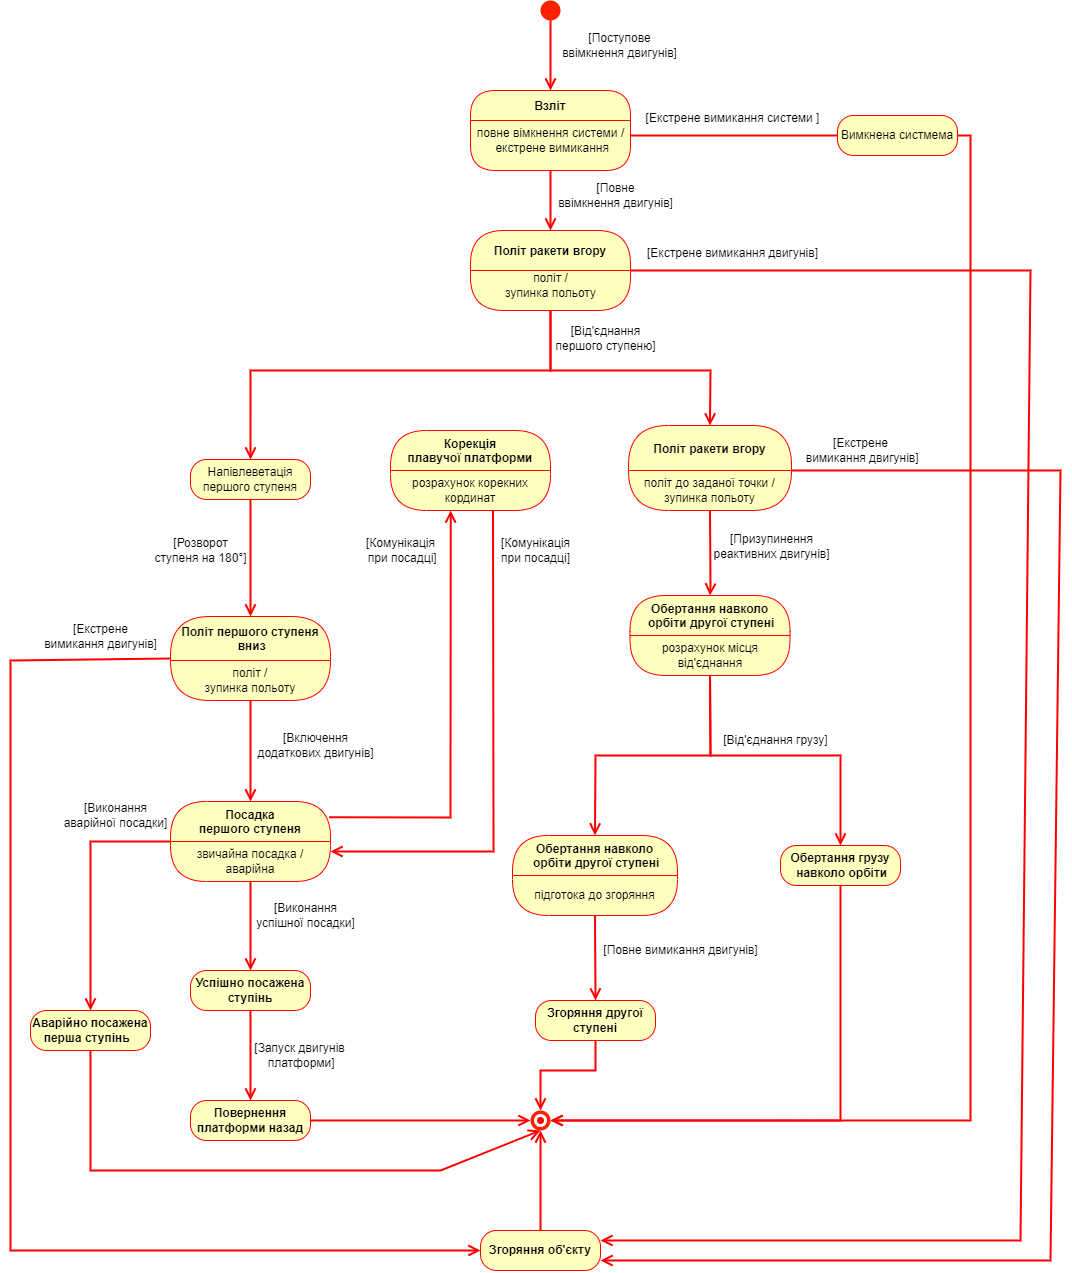 [Поступове
ввімкнення двигунів]
Взліт
повне вімкнення системи /
екстрене вимикання
[Екстрене вимикання системи ]
Вимкнена систмема
[Повне
ввімкнення двигунів]
Політ ракети вгору
політ /
зупинка польоту
[Екстрене вимикання двигунів]
[Від'єднання
першого ступеню]
Напівлеветація
першого ступеня
Корекція
плавучої платформи
розрахунок корекних
кординат
Політ ракети вгору
політ до заданої точки /
зупинка польоту
[Екстрене
вимикання двигунів]
[Розворот
ступеня на 180°]
[Комунікація
при посадці]
[Комунікація
при посадці]
[Призупинення
реактивних двигунів]
[Екстрене
вимикання двигунів]
Політ першого ступеня
вниз
політ /
зупинка польоту
Обертання навколо
орбіти другої ступені
розрахунок місця
від'єднання
[Включення
додаткових двигунів]
[Від'єднання грузу]
[Виконання
аварійної посадки]
Посадка
першого ступеня
звичайна посадка /
аварійна
Обертання навколо
орбіти другої ступені
підготока до згоряння
Обертання грузу
навколо орбіти
[Виконання
успішної посадки]
[Повне вимикання двигунів]
Успішно посажена
ступінь
Аварійно посажена
перша ступінь
Згоряння другої
ступені
[Запуск двигунів
платформи]
Повернення
платформи назад
Згоряння об'єкту